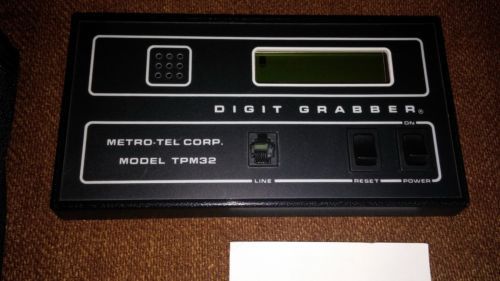 DIGIT GRABBER®
ON
METRO-TEL CORP.
MODEL TPM32
LINE
RESET
POWER